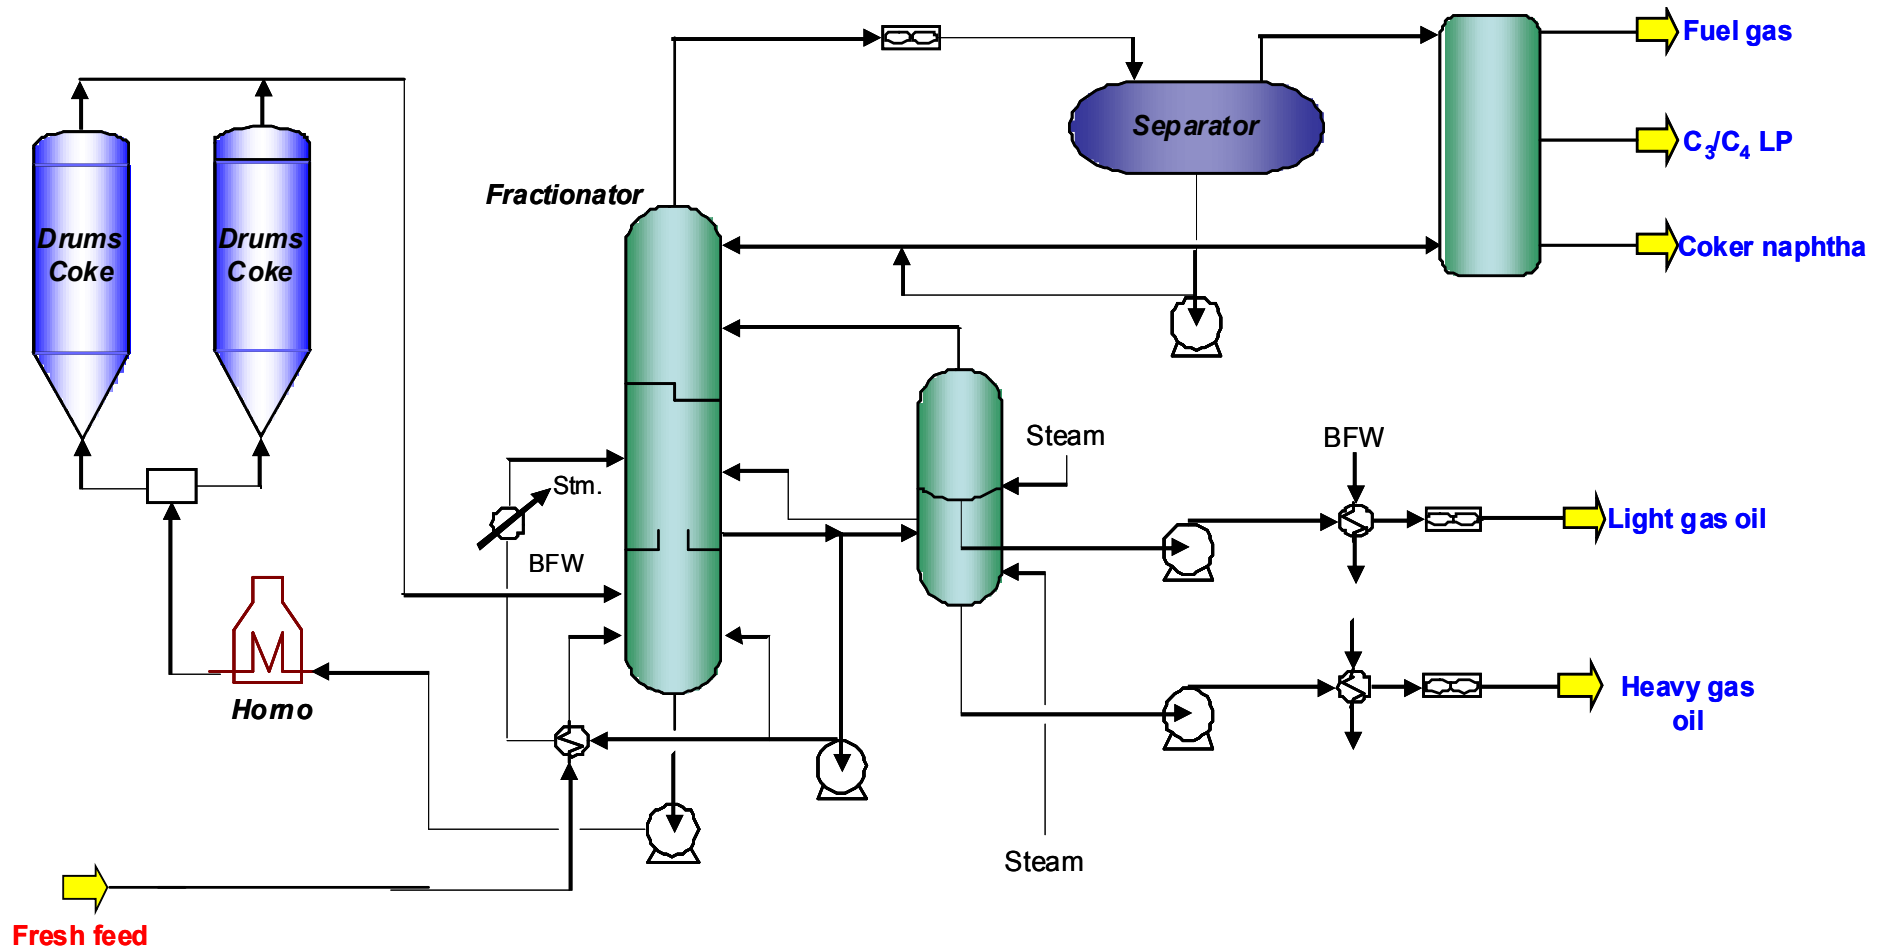 Fuel gas
Separator
C3/C4 LP
Fractionator
Drums
Coke
Drums
Coke
Coker naphtha
Steam
BFW
Stm.
Light gas oil
BFW
Heavy gas
oil
Horno
Steam
Fresh feed